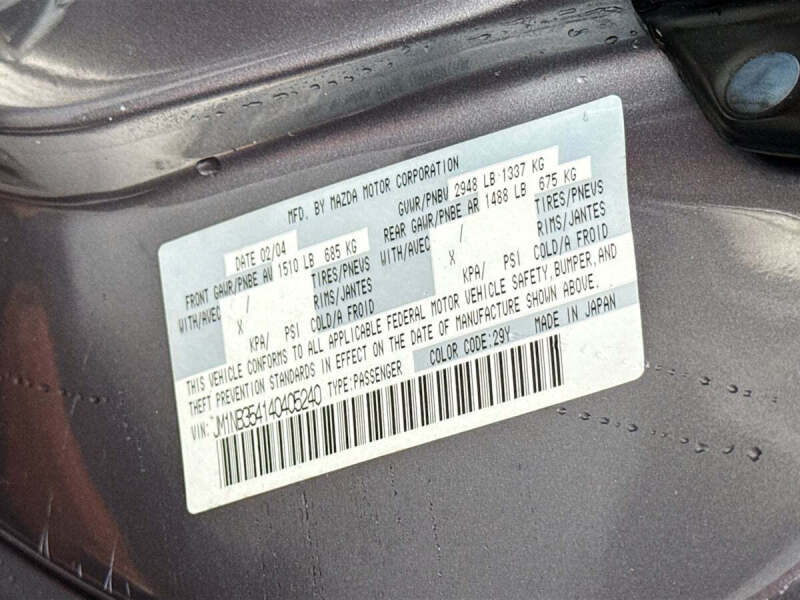 MFD. BY MAZDA MOTOR CORPORATION
DATE 02/04 GVWR/PNBV 2948 LB 1337 KG
FRONT GAWR/PNBE AV 1510 LB 685 KG REAR GAWR/PNBE AR 1488 LB 675 KG
WITH/AVEC / TIRES/PNEUS WITH/AVEC / TIRES/PNEUS
X RIMS/JANTES X RIMS/JANTES
KPA/ PSI COLD/A FROID KPA/ PSI COLD/A FROID
THIS VEHICLE CONFORMS TO ALL APPLICABLE FEDERAL MOTOR VEHICLE SAFETY, BUMPER, AND
THEFT PREVENTION STANDARDS IN EFFECT ON THE DATE OF MANUFACTURE SHOWN ABOVE.
VIN: JM1NB354140405240 TYPE:PASSENGER COLOR CODE:29Y MADE IN JAPAN